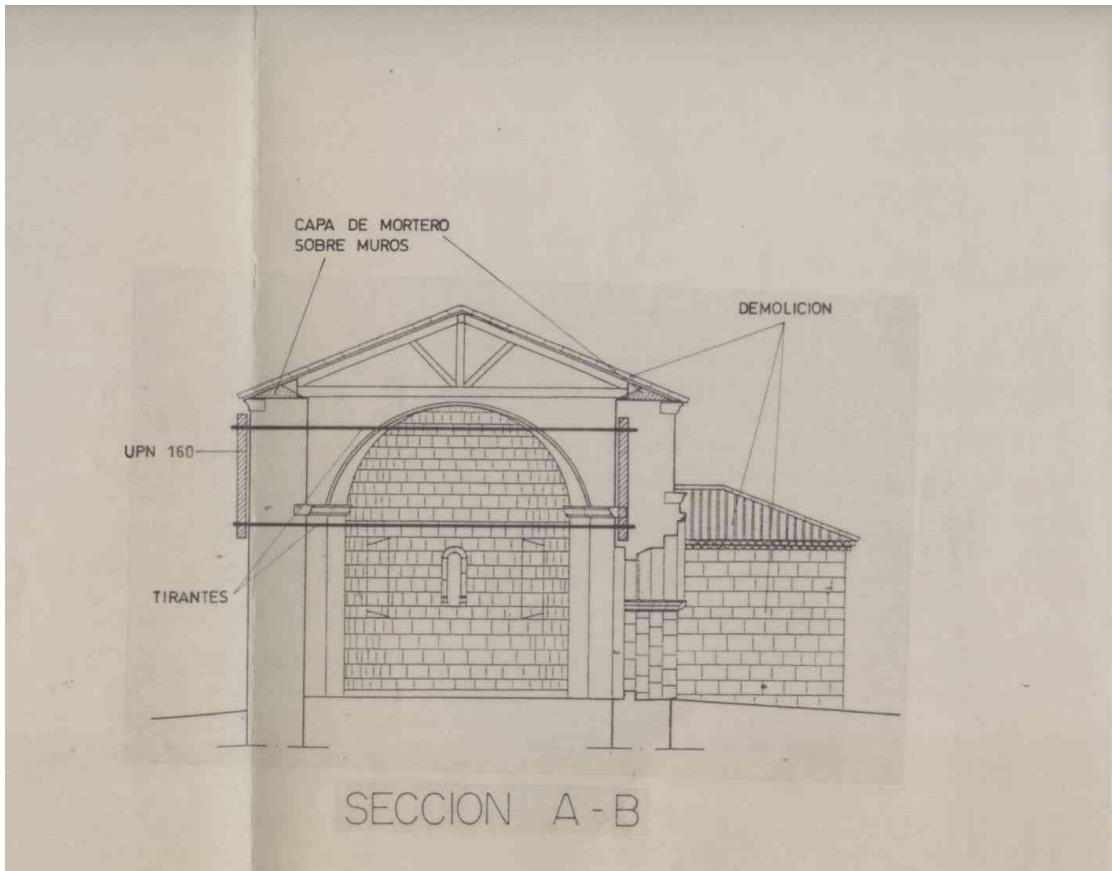 CAPA DE MORTERO
SOBRE MUROS
DEMOLICION
UPN 160
TIRANTES
SECCION A-B